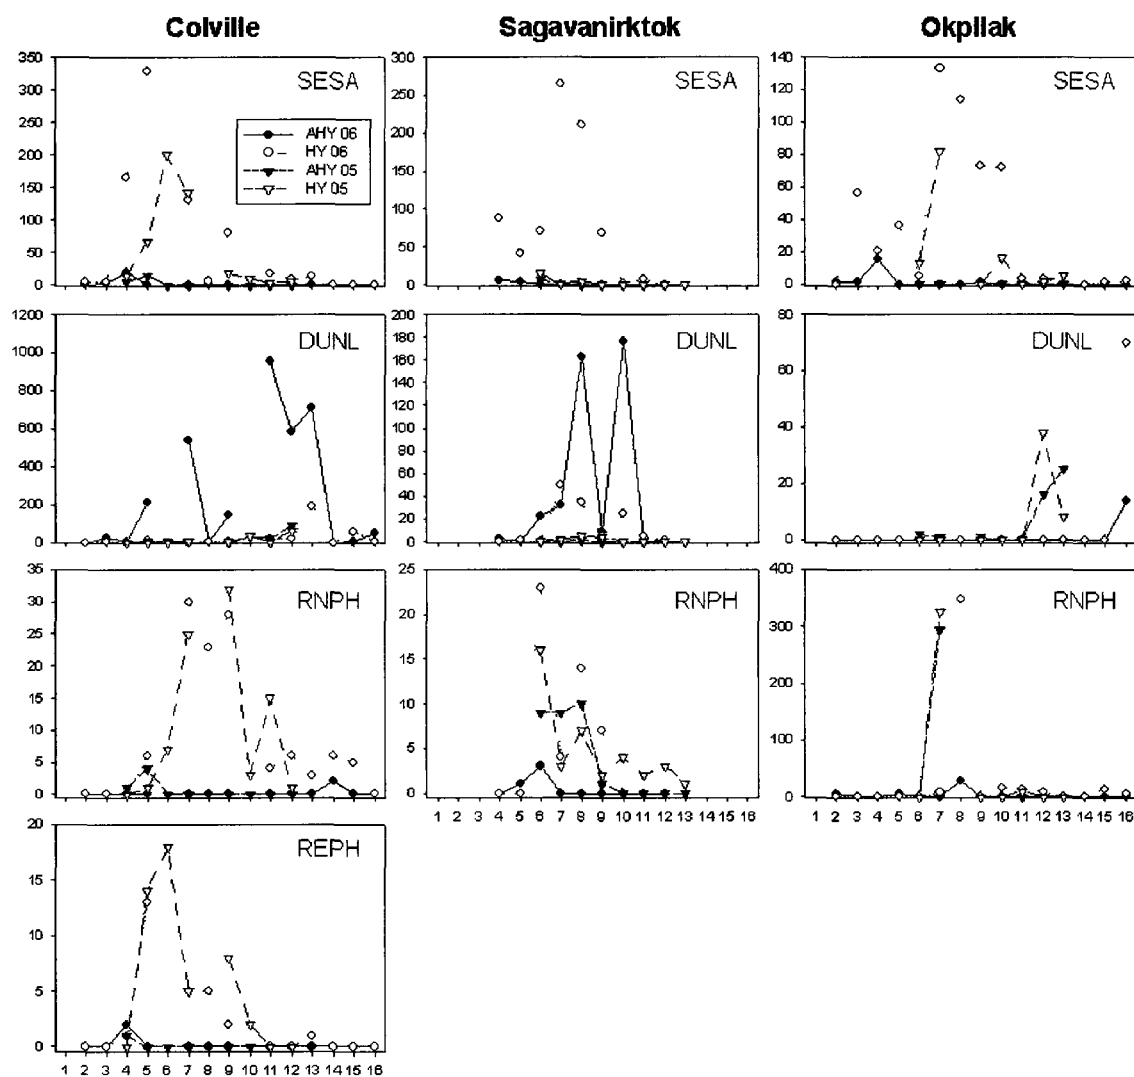 Colville Sagavanirktok Okpilak
350 300 250 200 150 100 50 0 SESA
AHY 06
HY 06
AHY 05
HY 05
300 250 200 150 100 50 0 SESA
140 120 100 80 60 40 20 0 SESA
1200 1000 800 600 400 200 0 DUNL
200 180 160 140 120 100 80 60 40 20 0 DUNL
80 60 40 20 0 DUNL
35 30 25 20 15 10 5 0 RNPH
25 20 15 10 5 0 RNPH
1 2 3 4 5 6 7 8 9 10 11 12 13 14 15 16
400 300 200 100 0 RNPH
1 2 3 4 5 6 7 8 9 10 11 12 13 14 15 16
20 15 10 5 0 REPH
1 2 3 4 5 6 7 8 9 10 11 12 13 14 15 16